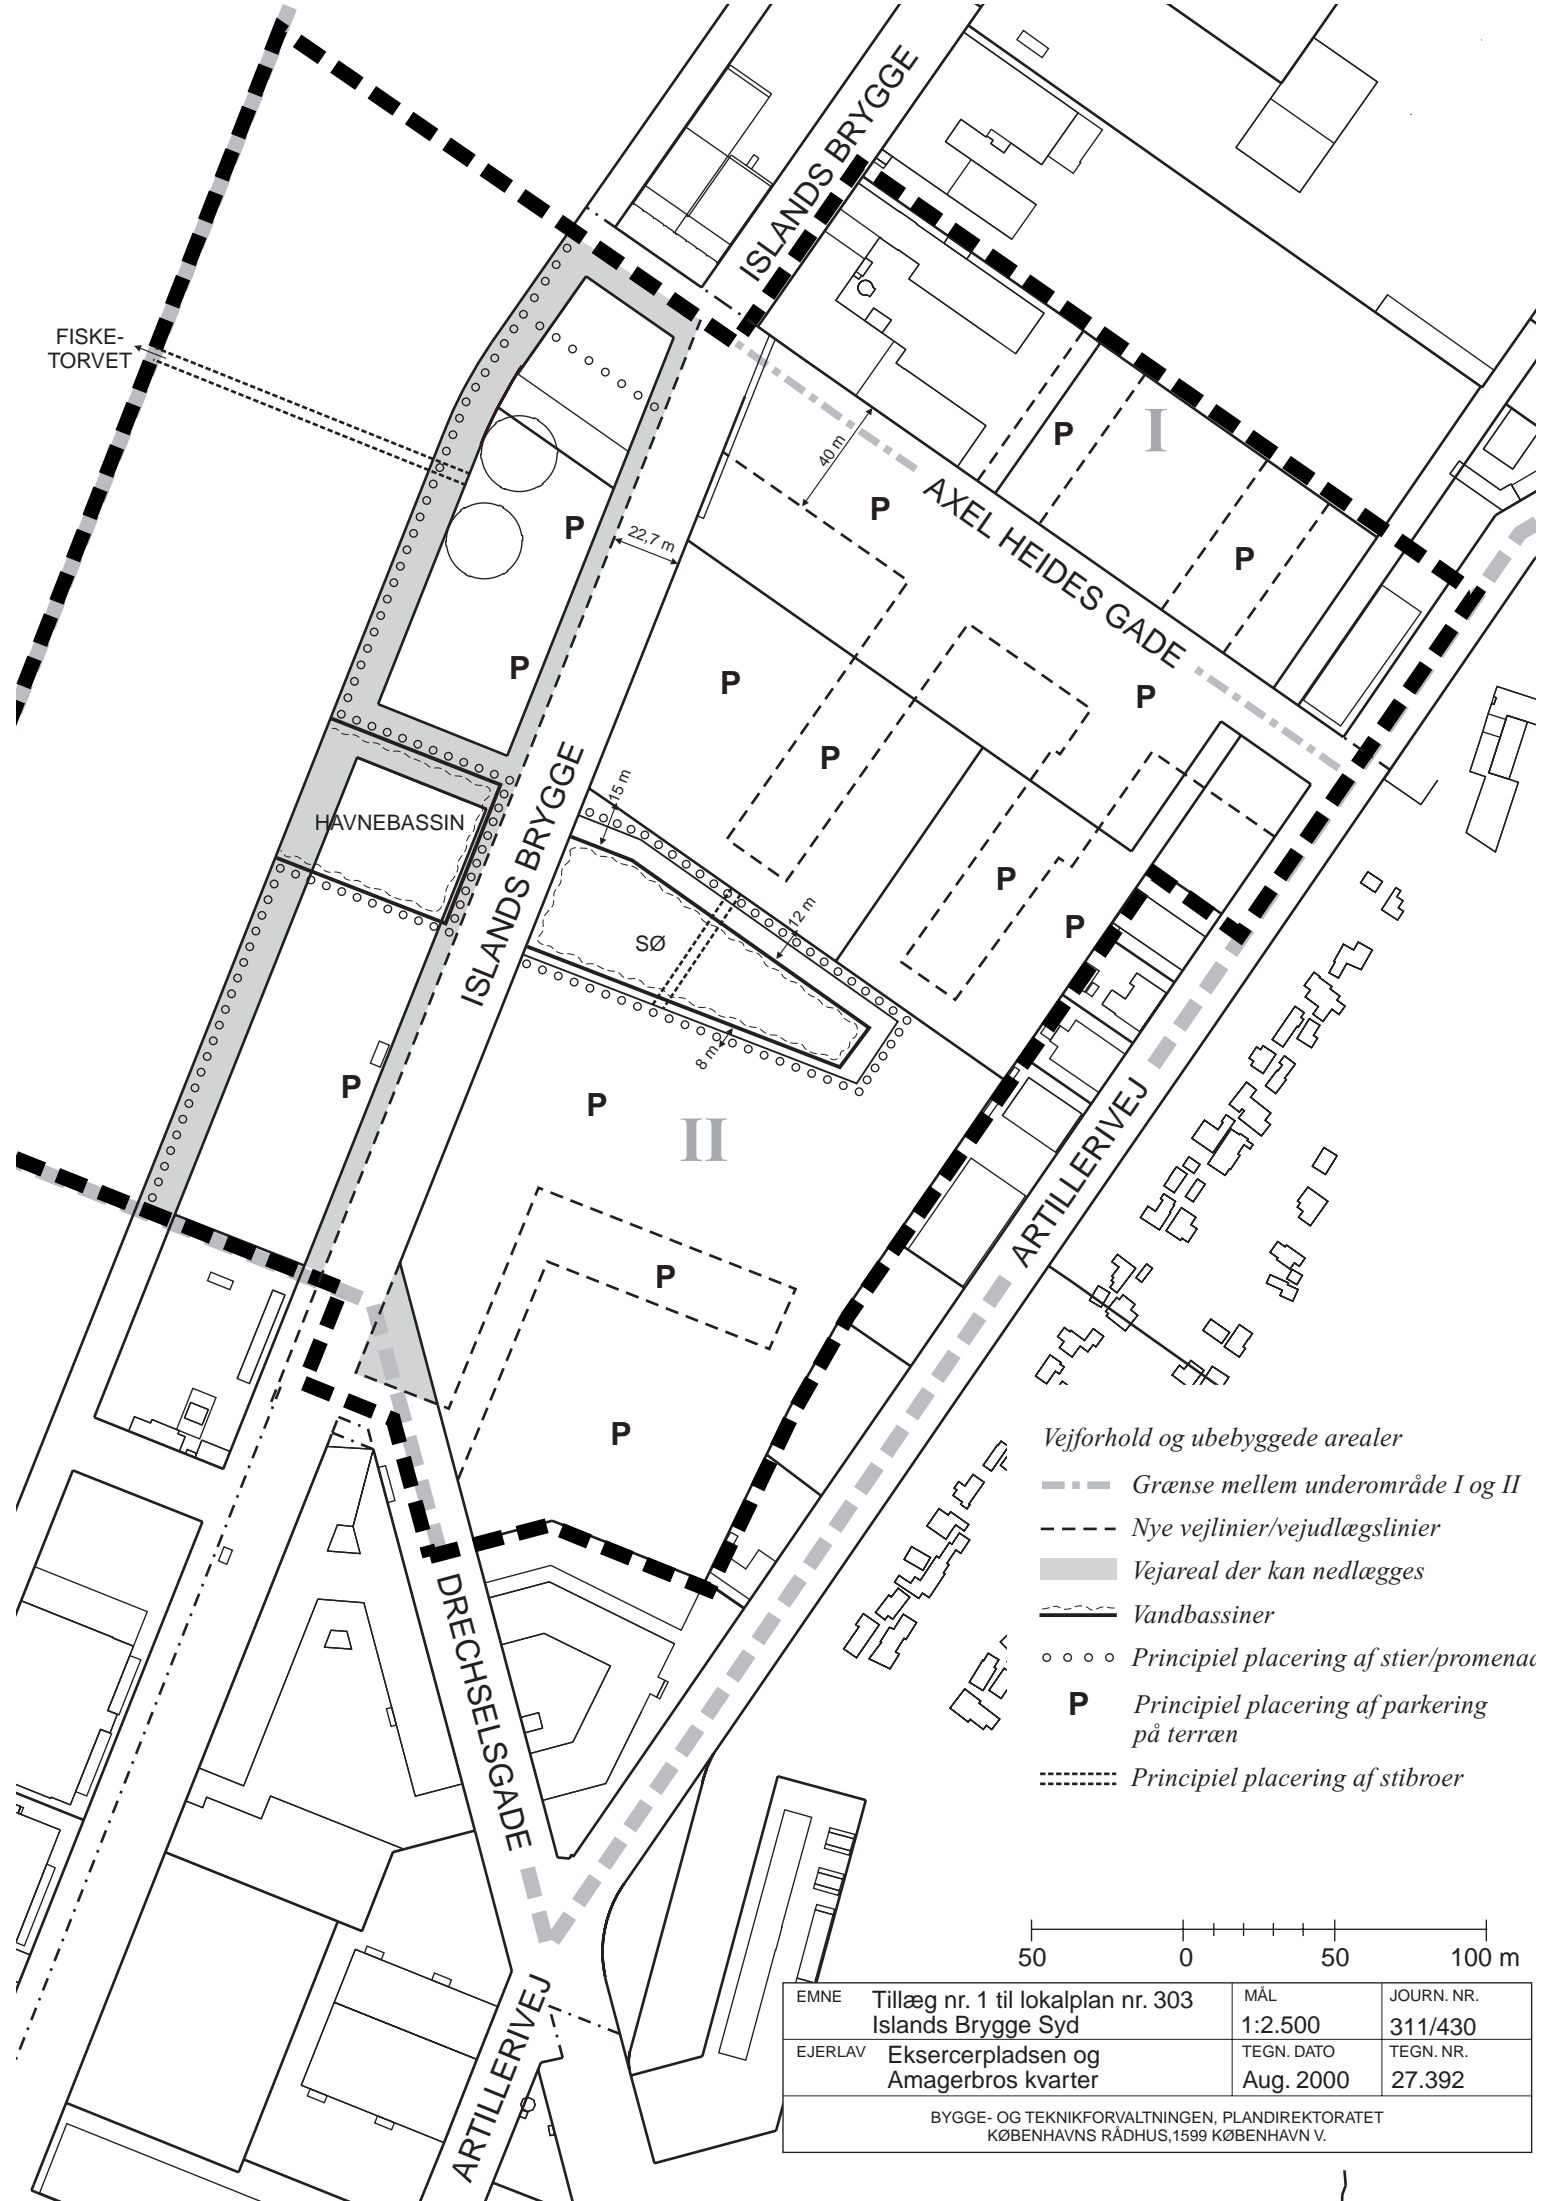 ISLANDS BRYGGE
ISLANDS BRYGGE
FISKE-
TORVET
I
P
40 m
P
AXEL HEIDES GADE
P
22,7 m
P
P
P
P
P
ISLANDS BRYGGE
15 m
HAVNEBASSIN
P
12 m
P
SØ
8 m
P
P
II
ARTILLERIVEJ
P
P
DRECHSELSGADE
ARTILLERIVEJ
Vejforhold og ubebyggede arealer
Grænse mellem underområde I og II
Nye vejlinier/vejudlægslinier
Vejareal der kan nedlægges
Vandbassiner
Principiel placering af stier/promenad
P Principiel placering af parkering
på terræn
Principiel placering af stibroer
50 0 50 100 m
EMNE Tillæg nr. 1 til lokalplan nr. 303
Islands Brygge Syd
MÅL
1:2.500
JOURN. NR.
311/430
EJERLAV Eksercerpladsen og
Amagerbros kvarter
TEGN. DATO
Aug. 2000
TEGN. NR.
27.392
BYGGE- OG TEKNIKFORVALTNINGEN, PLANDIREKTORATET
KØBENHAVNS RÅDHUS,1599 KØBENHAVN V.